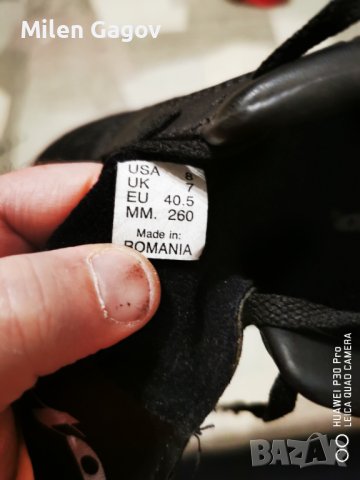 Milen Gagov
USA 8
UK 7
EU 40.5
MM. 260
Made in:
ROMANIA
HUAWEI P30 Pro
LEICA QUAD CAMERA
BAZAR